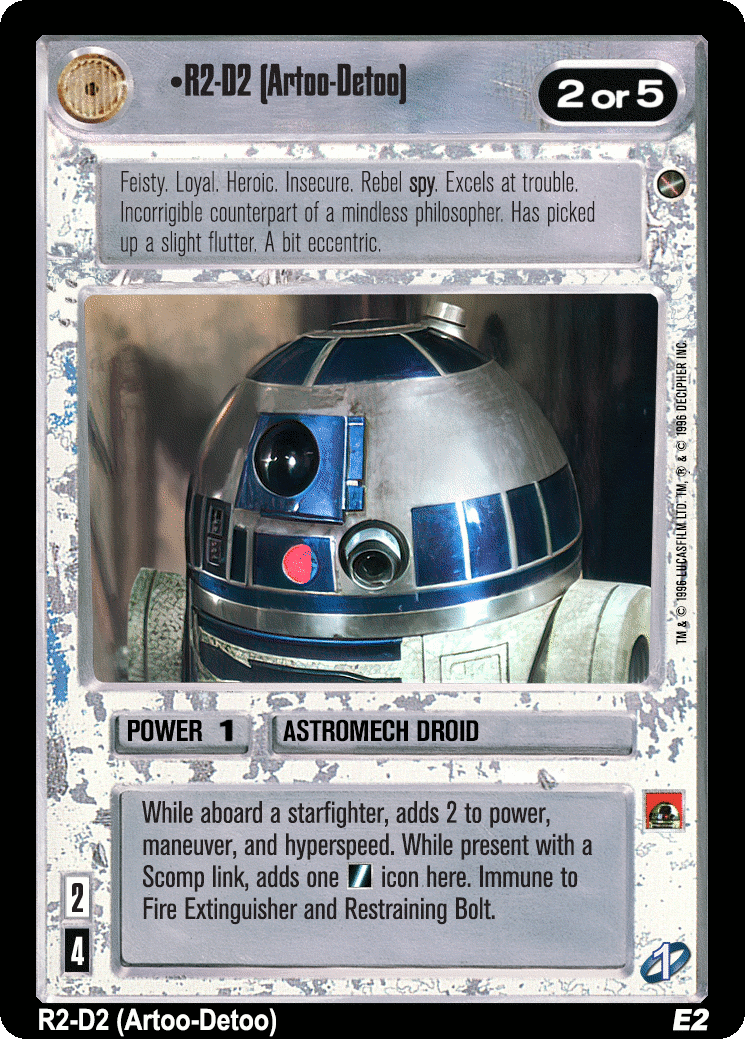 •R2-D2 (Artoo-Detoo)
2 or 5
Feisty. Loyal. Heroic. Insecure. Rebel spy. Excels at trouble.
Incorrigible counterpart of a mindless philosopher. Has picked
up a slight flutter. A bit eccentric.
TM & © 1996 LUCASFILM LTD. TM, ® & © 1996 DECIPHER INC.
POWER 1
ASTROMECH DROID
While aboard a starfighter, adds 2 to power,
maneuver, and hyperspeed. While present with a
Scomp link, adds one icon here. Immune to
Fire Extinguisher and Restraining Bolt.
2
4
1
R2-D2 (Artoo-Detoo)
E2